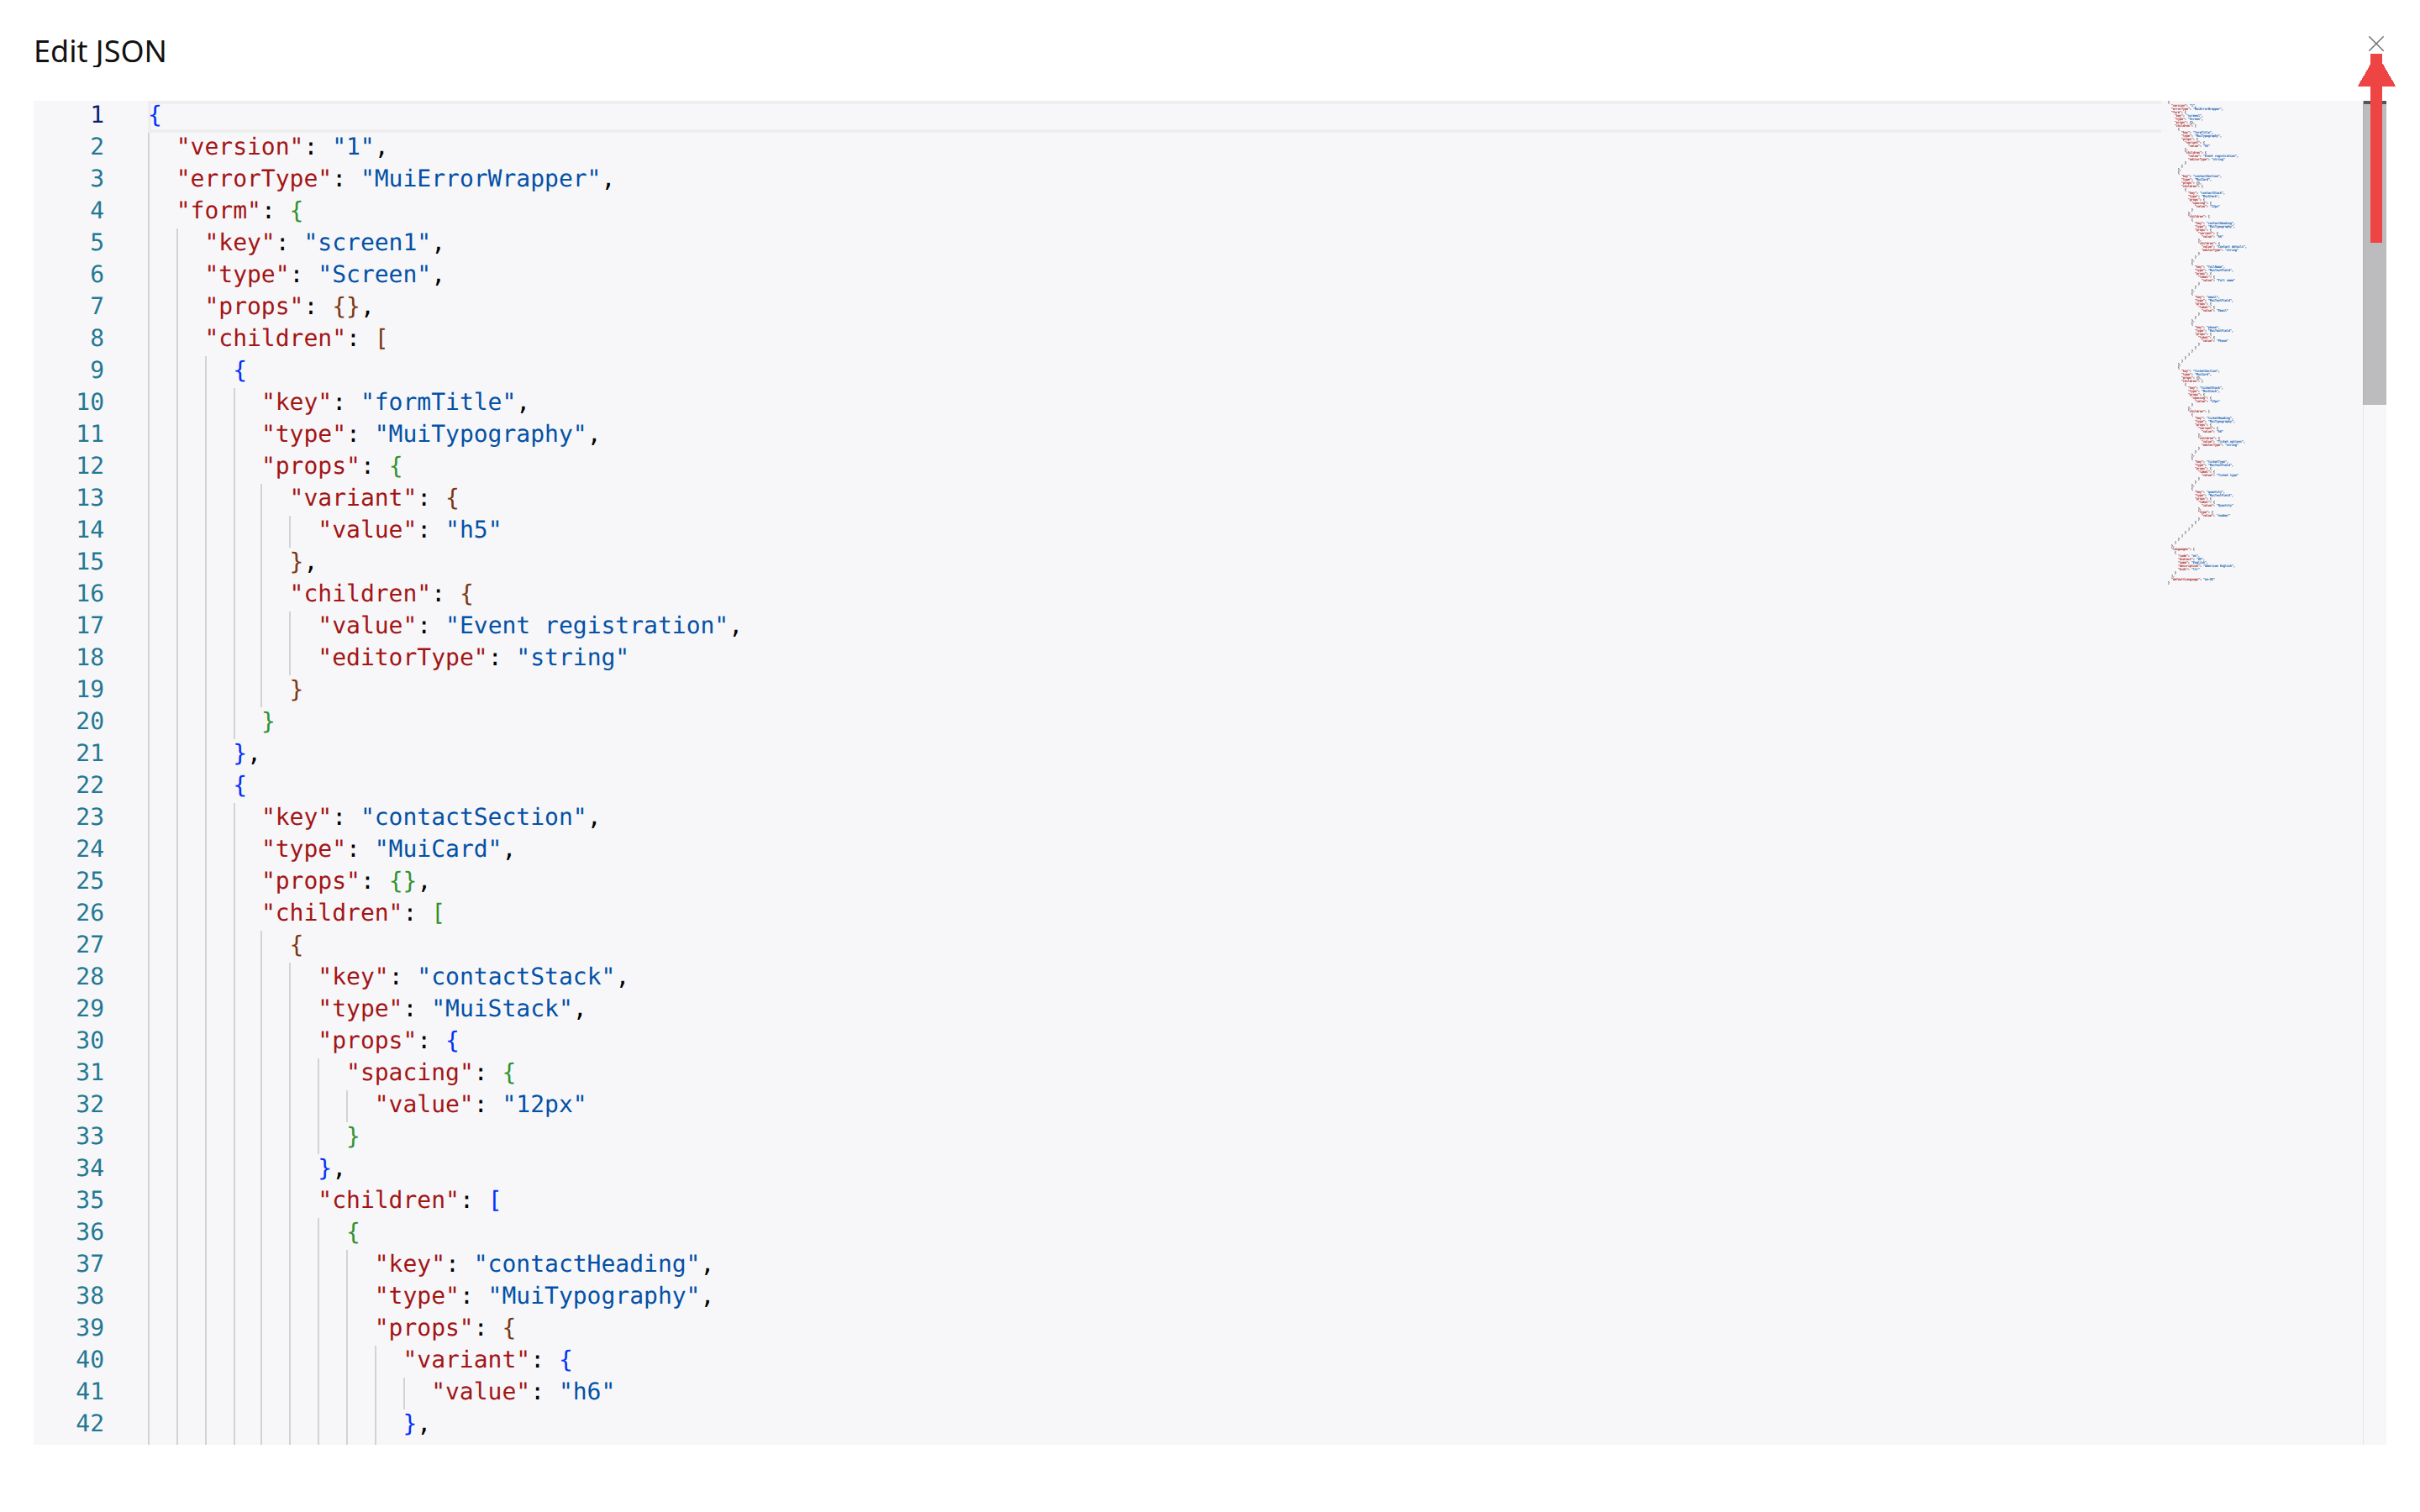 Edit JSON
1 {
2 "version": "1",
3 "errorType": "MuiErrorWrapper",
4 "form": {
5 "key": "screen1",
6 "type": "Screen",
7 "props": {},
8 "children": [
9 {
10 "key": "formTitle",
11 "type": "MuiTypography",
12 "props": {
13 "variant": {
14 "value": "h5"
15 },
16 "children": {
17 "value": "Event registration",
18 "editorType": "string"
19 }
20 }
21 },
22 {
23 "key": "contactSection",
24 "type": "MuiCard",
25 "props": {},
26 "children": [
27 {
28 "key": "contactStack",
29 "type": "MuiStack",
30 "props": {
31 "spacing": {
32 "value": "12px"
33 }
34 },
35 "children": [
36 {
37 "key": "contactHeading",
38 "type": "MuiTypography",
39 "props": {
40 "variant": {
41 "value": "h6"
42 },